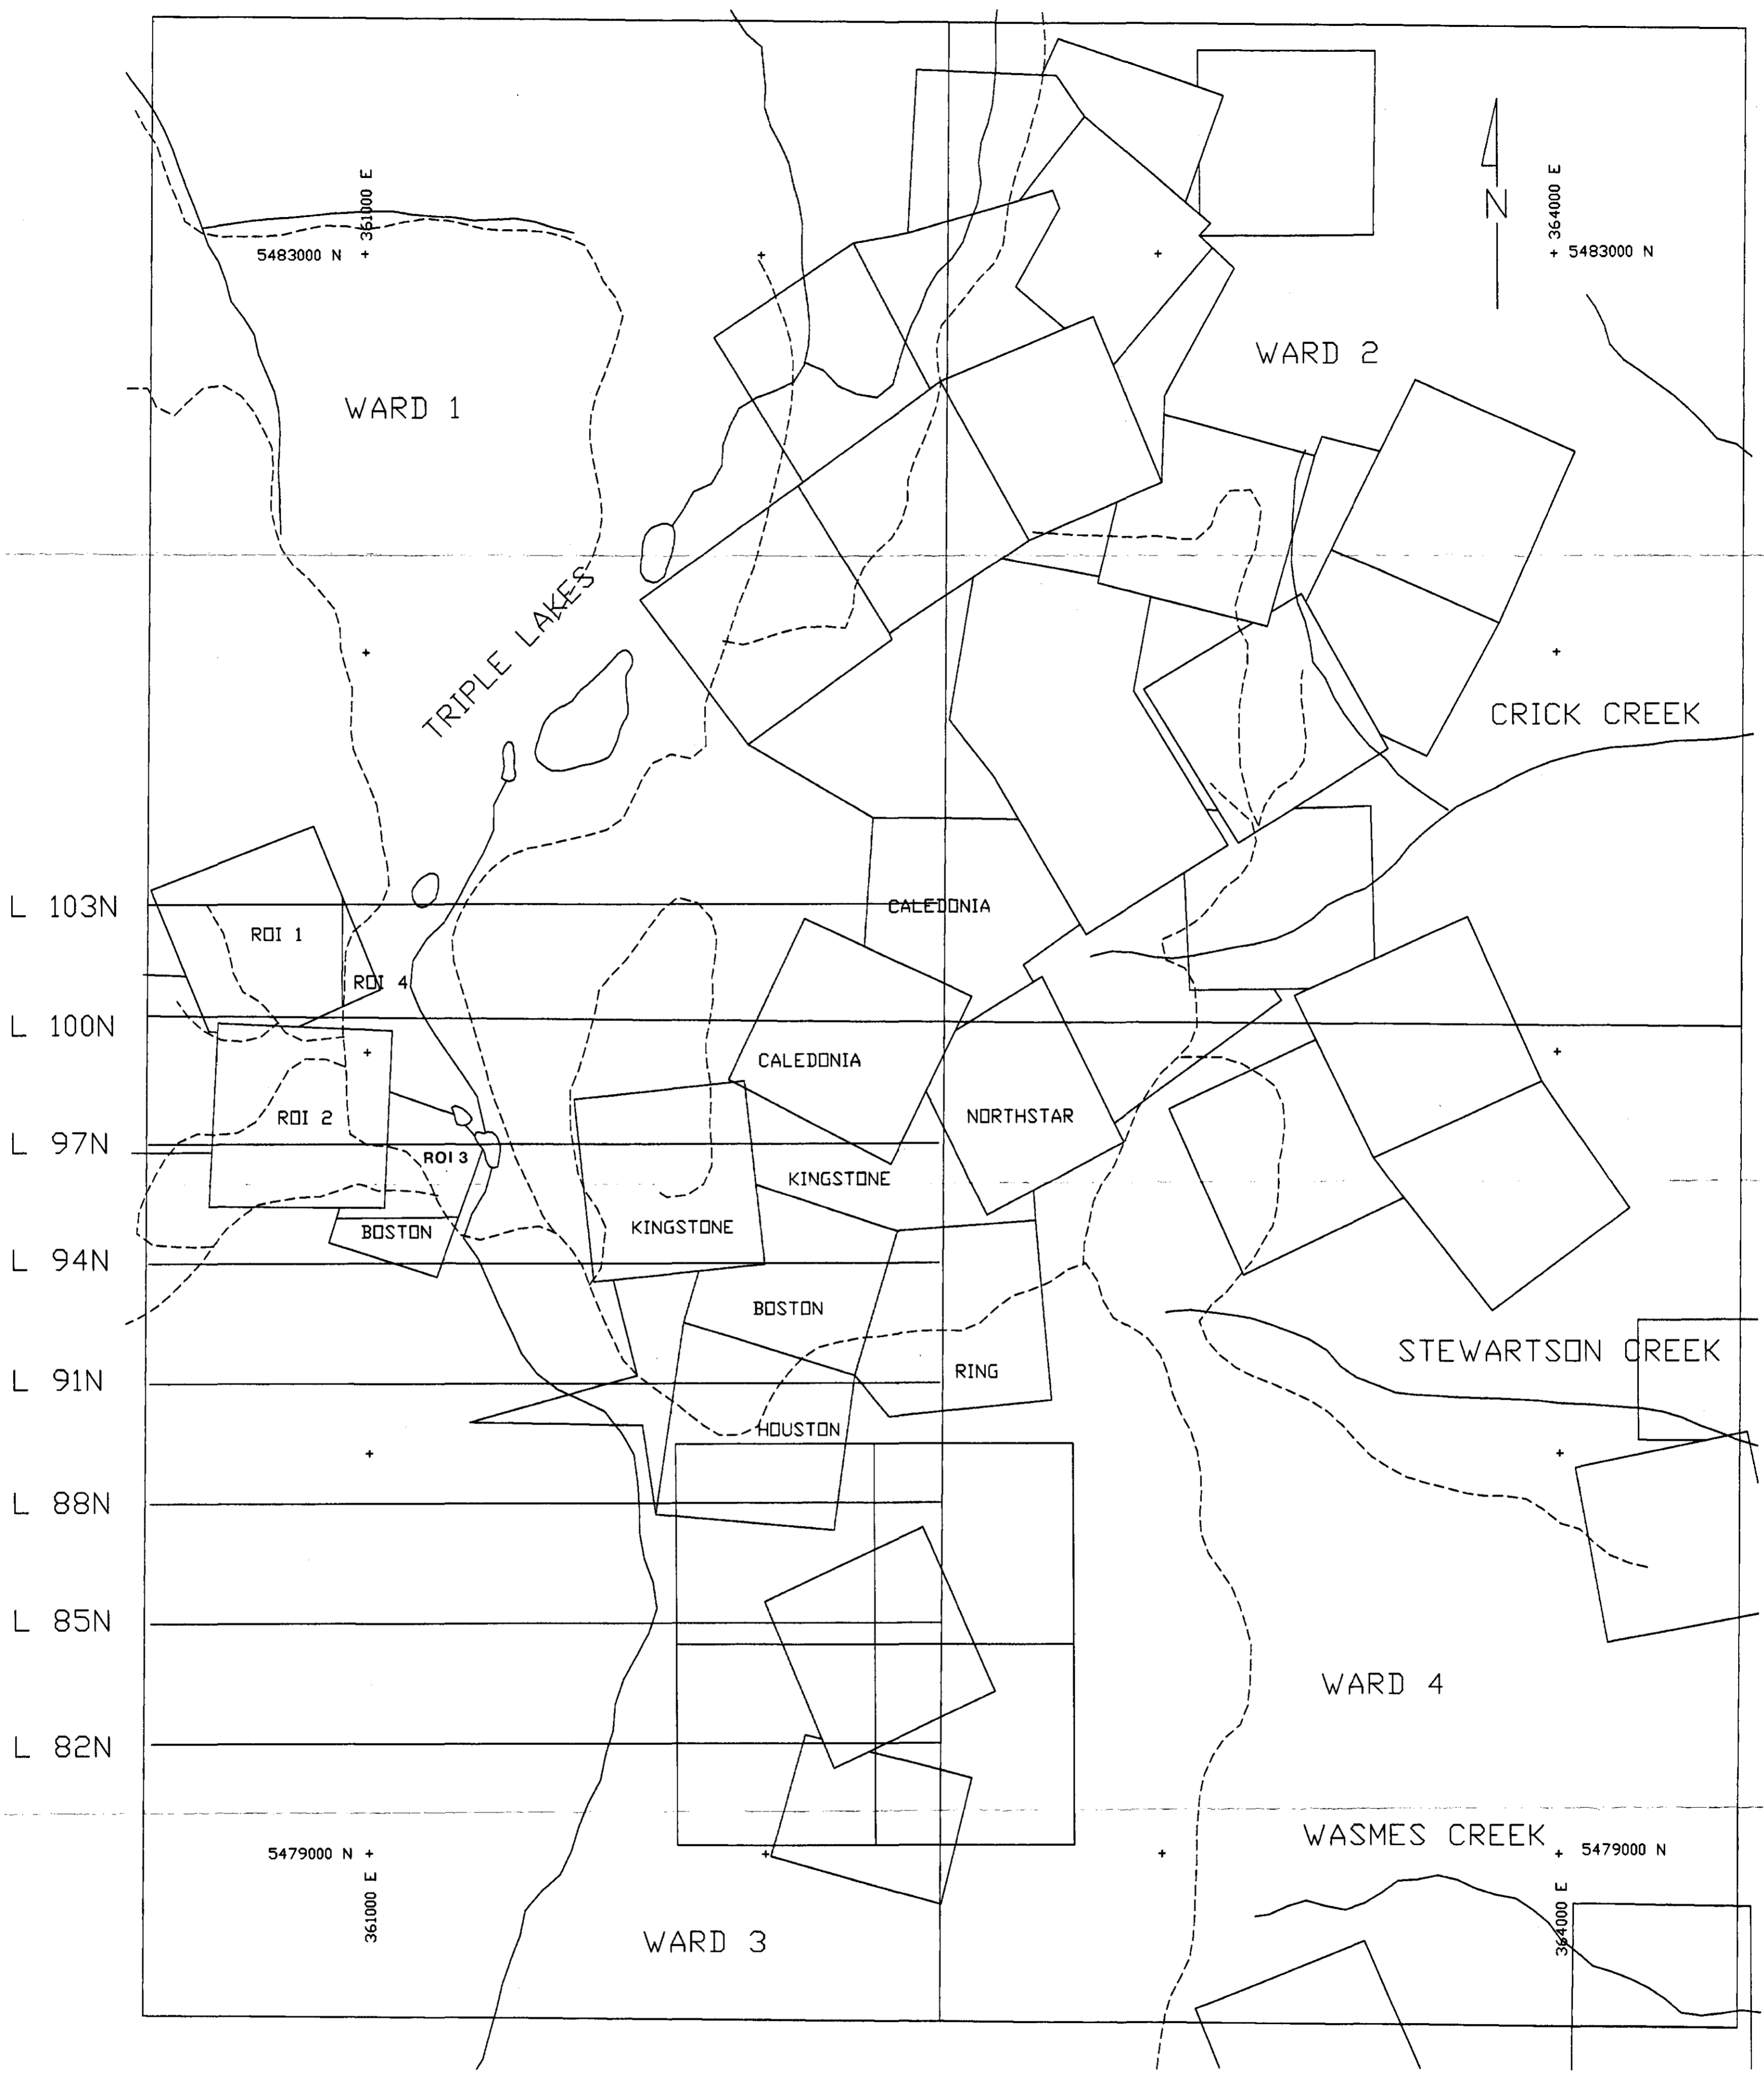 361000 E
364000 E
N
5483000 N
5483000 N
WARD 2
WARD 1
TRIPLE LAKES
CRICK CREEK
L 103N
CALEDONIA
ROI 1
ROI 4
L 100N
CALEDONIA
ROI 2
NORTHSTAR
L 97N
ROI 3
KINGSTONE
KINGSTONE
BOSTON
L 94N
BOSTON
STEWARTSON CREEK
RING
L 91N
HOUSTON
L 88N
L 85N
WARD 4
L 82N
WASMES CREEK
5479000 N
5479000 N
361000 E
364000 E
WARD 3